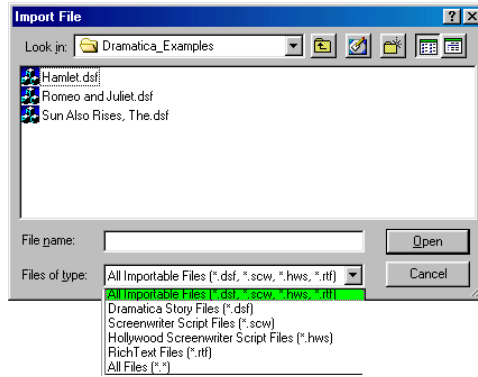 Import File
Look in: Dramatica_Examples
Hamlet.dsf
Romeo and Juliet.dsf
Sun Also Rises, The.dsf
File name:
Open
Files of type: All Importable Files (*.dsf, *.scw, *.hws, *.rtf)
Cancel
All Importable Files (*.dsf, *.scw, *.hws, *.rtf)
Dramatica Story Files (*.dsf)
Screenwriter Script Files (*.scw)
Hollywood Screenwriter Script Files (*.hws)
RichText Files (*.rtf)
All Files (*.*)